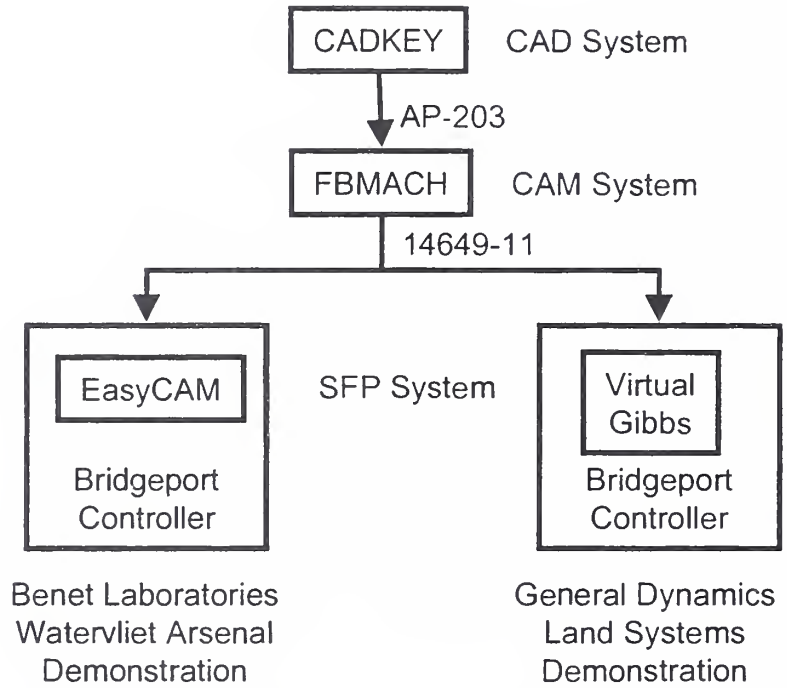 CADKEY CAD System
AP-203
FBMACH CAM System
14649-11
EasyCAM
SFP System
Virtual
Gibbs
Bridgeport
Controller
Bridgeport
Controller
Benet Laboratories
Watervliet Arsenal
Demonstration
General Dynamics
Land Systems
Demonstration